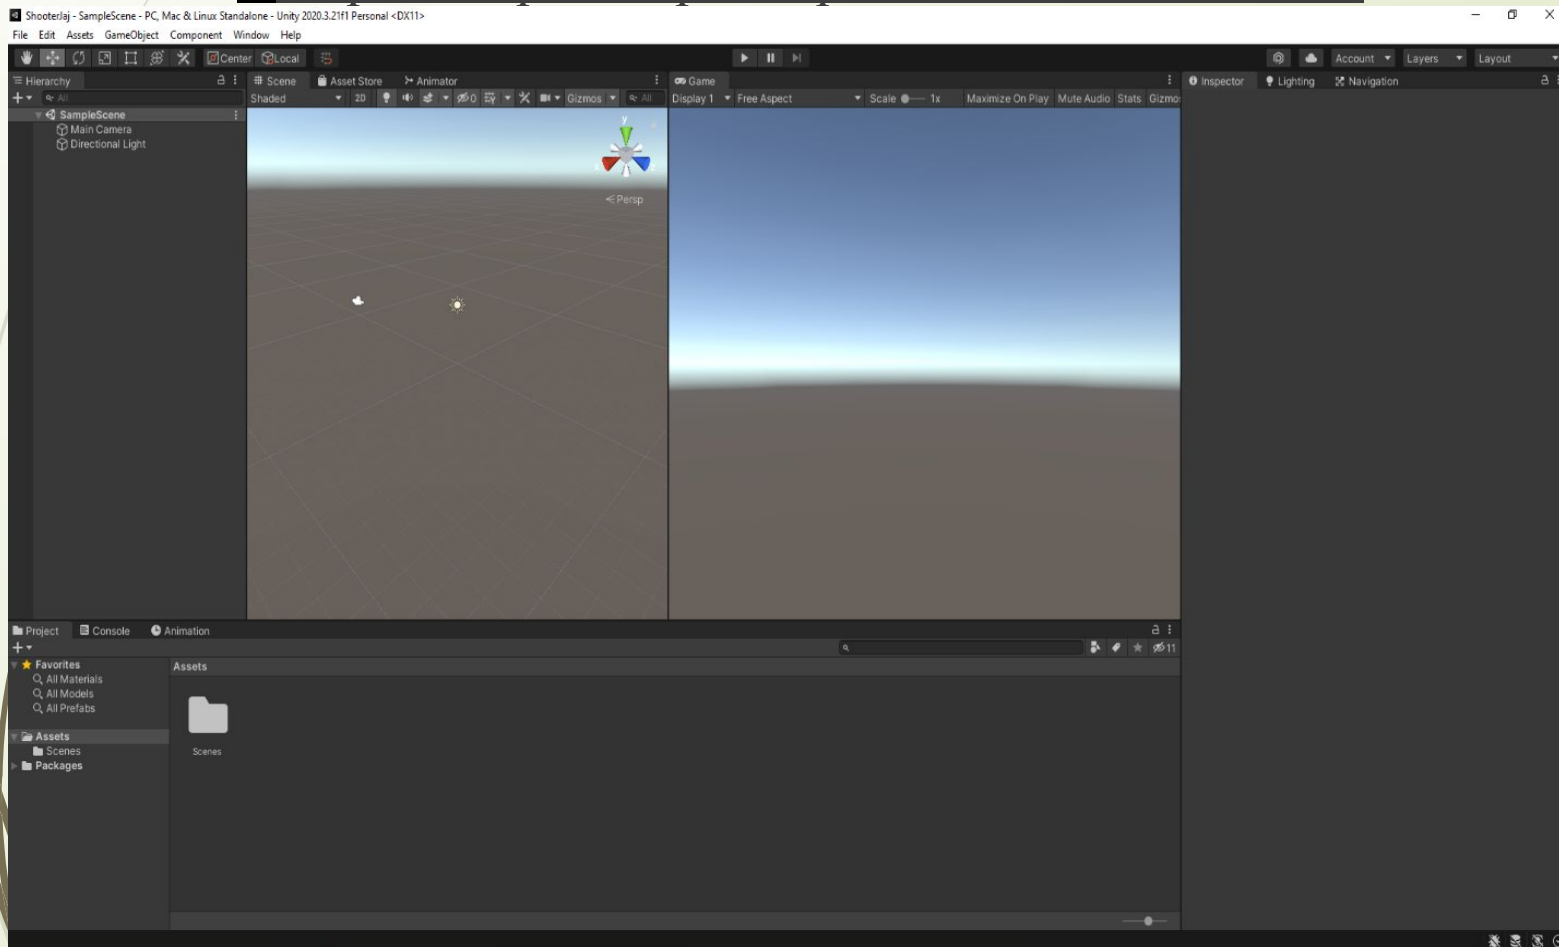 ShooterJaj - SampleScene - PC, Mac & Linux Standalone - Unity 2020.3.21f1 Personal <DX11>
File Edit Assets GameObject Component Window Help
Center Local Account Layers Layout
Hierarchy
All
SampleScene
Main Camera
Directional Light
Scene Asset Store Animator
Shaded 2D 0 Gizmos All
y
x
z
Persp
Game
Display 1 Free Aspect Scale 1x Maximize On Play Mute Audio Stats Gizmo
Inspector Lighting Navigation
Project Console Animation
11
Favorites
All Materials
All Models
All Prefabs
Assets
Scenes
Packages
Assets
Scenes